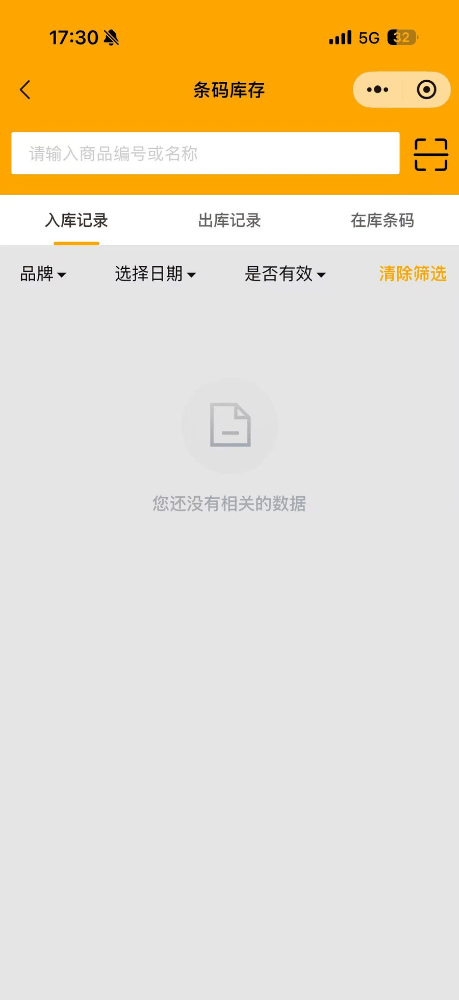 17:30 5G 32
条码库存
请输入商品编号或名称
入库记录 出库记录 在库条码
品牌 选择日期 是否有效 清除筛选
您还没有相关的数据